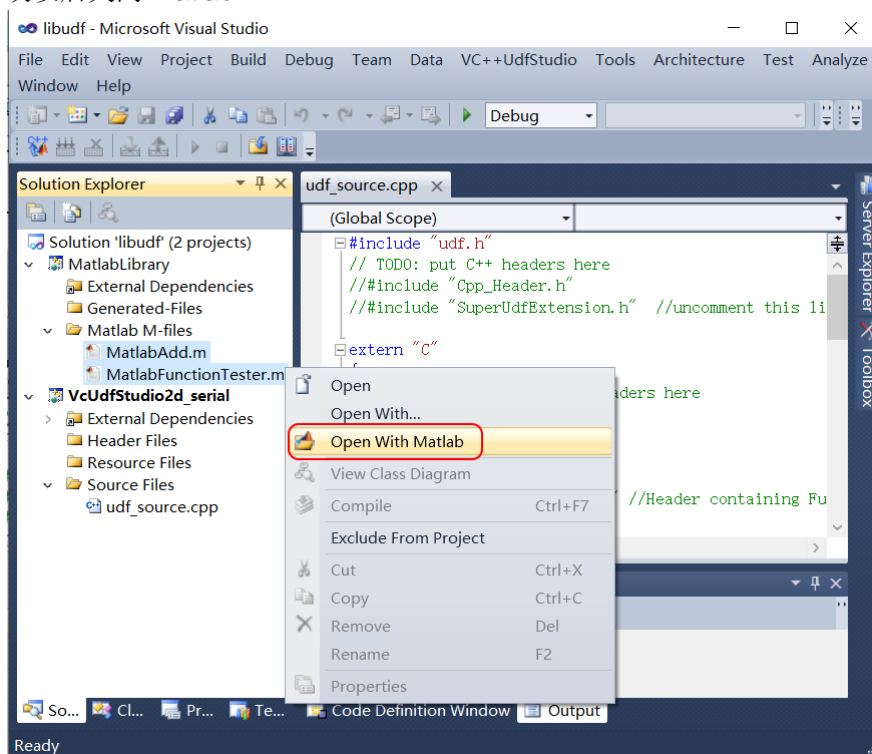 libudf - Microsoft Visual Studio
File Edit View Project Build Debug Team Data VC++UdfStudio Tools Architecture Test Analyze
Window Help
Debug
Solution Explorer
udf_source.cpp
(Global Scope)
Solution 'libudf' (2 projects)
MatlabLibrary
External Dependencies
Generated-Files
Matlab M-files
MatlabAdd.m
MatlabFunctionTester.m
VcUdfStudio2d_serial
External Dependencies
Header Files
Resource Files
Source Files
udf_source.cpp
#include "udf.h"
// TODO: put C++ headers here
//#include "Cpp_Header.h"
//#include "SuperUdfExtension.h" //uncomment this li
extern "C"
{
ders here
" //Header containing Fu
Open
Open With...
Open With Matlab
View Class Diagram
Compile Ctrl+F7
Exclude From Project
Cut Ctrl+X
Copy Ctrl+C
Remove Del
Rename F2
Properties
Server Explorer
Toolbox
So... Cl... Pr... Te...
Code Definition Window Output
Ready